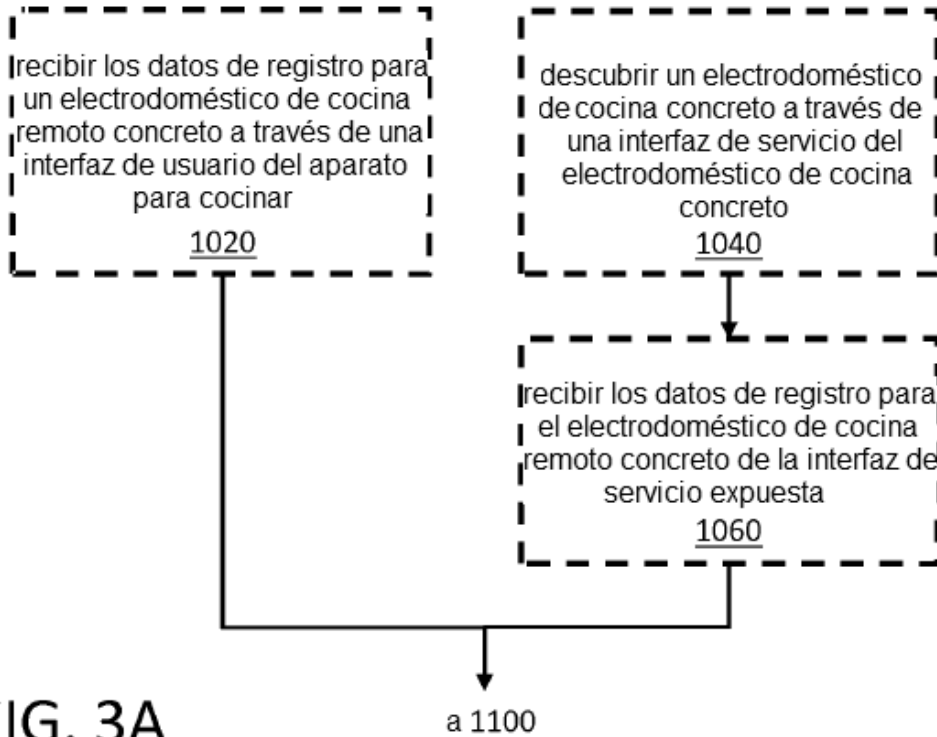 recibir los datos de registro para
un electrodoméstico de cocina
remoto concreto a través de una
interfaz de usuario del aparato
para cocinar
1020
descubrir un electrodoméstico
de cocina concreto a través de
una interfaz de servicio del
electrodoméstico de cocina
concreto
1040
recibir los datos de registro para
el electrodoméstico de cocina
remoto concreto de la interfaz de
servicio expuesta
1060
a 1100
FIG. 3A